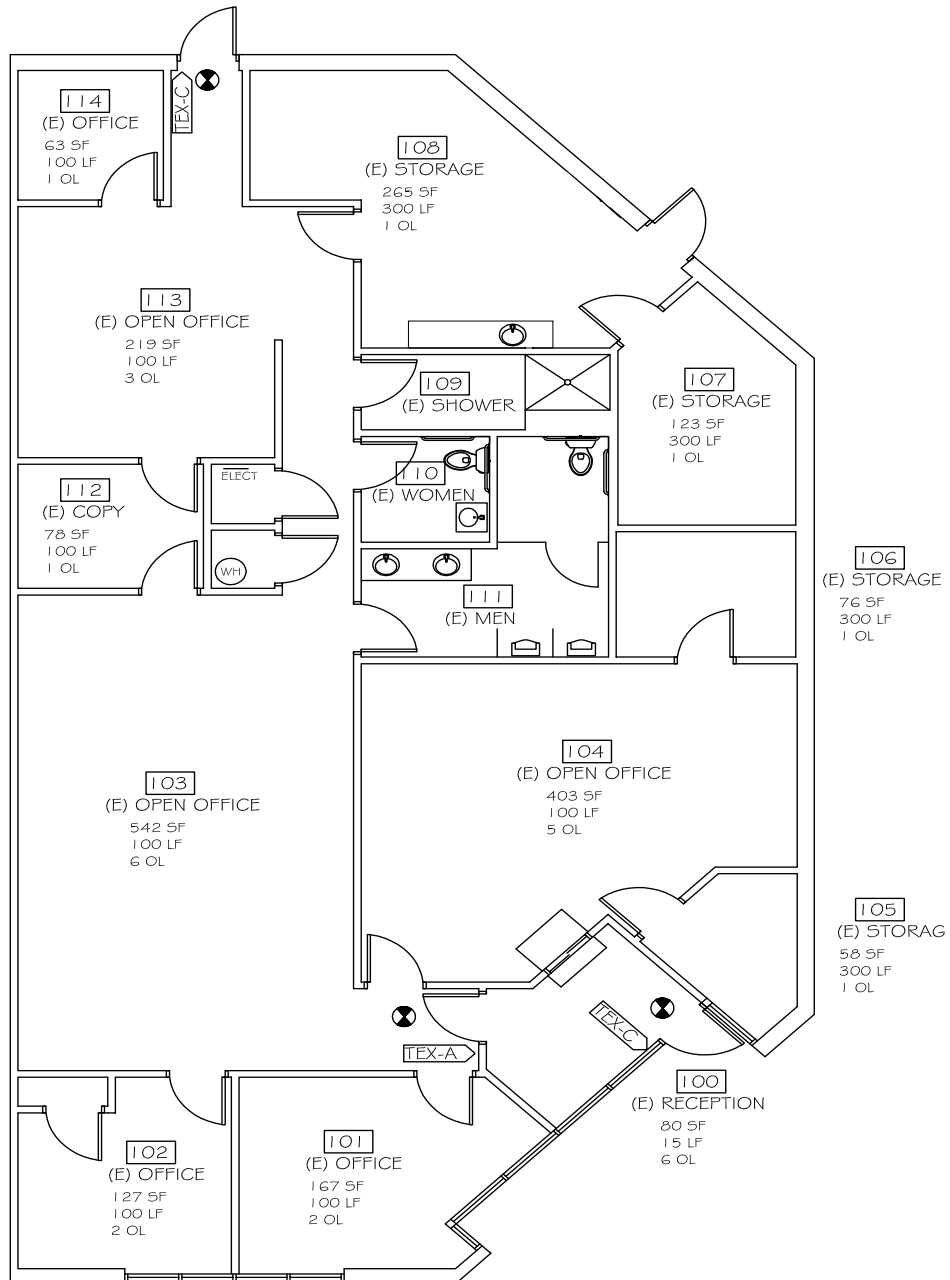 114
(E) OFFICE
63 SF
100 LF
1 OL
TEX-C
108
(E) STORAGE
265 SF
300 LF
1 OL
113
(E) OPEN OFFICE
219 SF
100 LF
3 OL
109
(E) SHOWER
107
(E) STORAGE
123 SF
300 LF
1 OL
ELECT
110
(E) WOMEN
112
(E) COPY
78 SF
100 LF
1 OL
WH
111
(E) MEN
106
(E) STORAGE
76 SF
300 LF
1 OL
104
(E) OPEN OFFICE
403 SF
100 LF
5 OL
103
(E) OPEN OFFICE
542 SF
100 LF
6 OL
105
(E) STORAG
58 SF
300 LF
1 OL
TEX-C
TEX-A
100
(E) RECEPTION
80 SF
15 LF
6 OL
102
(E) OFFICE
127 SF
100 LF
2 OL
101
(E) OFFICE
167 SF
100 LF
2 OL